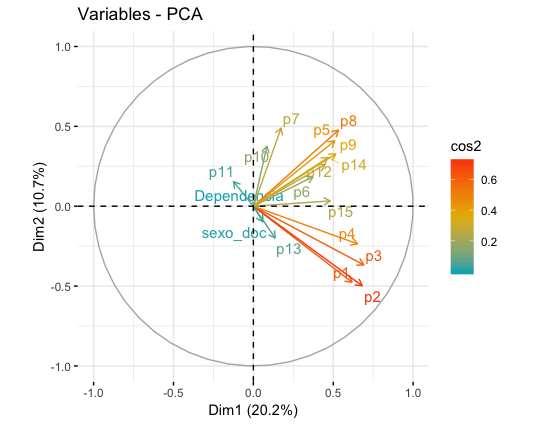 Variables - PCA
1.0
0.5
0.0
-0.5
-1.0
Dim2 (10.7%)
p7
p5
p8
p10
p9
p12
p14
p11
Dependencia
p6
p15
sexo_doc
p13
p4
p3
p1
p2
-1.0
-0.5
0.0
0.5
1.0
Dim1 (20.2%)
cos2
0.6
0.4
0.2